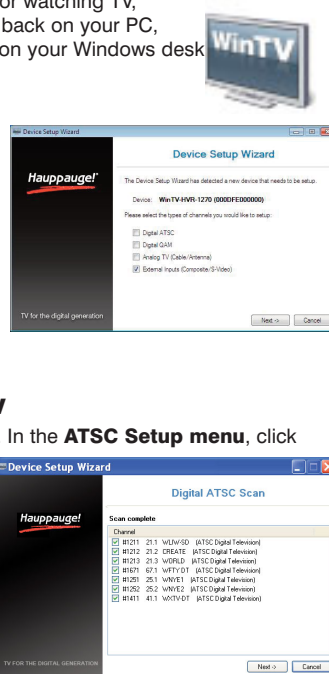 or watching TV,
back on your PC,
on your Windows desk
WinTV
Device Setup Wizard
Device Setup Wizard
Hauppauge!
The Device Setup Wizard has detected a new device that needs to be setup.
Device: WinTV-HVR-1270 (000DFE000000)
Please select the types of channels you would like to setup:
Digital ATSC
Digital QAM
Analog TV (Cable/Antenna)
External Inputs (Composite/S-Video)
TV for the digital generation
Next -> Cancel
In the ATSC Setup menu, click
Device Setup Wizard
Digital ATSC Scan
Hauppauge!
Scan complete
Channel
#1211 21.1 WLIW-SD (ATSC Digital Television)
#1212 21.2 CREATE (ATSC Digital Television)
#1213 21.3 WORLD (ATSC Digital Television)
#1671 67.1 WFTY DT (ATSC Digital Television)
#1251 25.1 WNYE1 (ATSC Digital Television)
#1252 25.2 WNYE2 (ATSC Digital Television)
#1411 41.1 WXTV-DT (ATSC Digital Television)
TV FOR THE DIGITAL GENERATION
Next -> Cancel